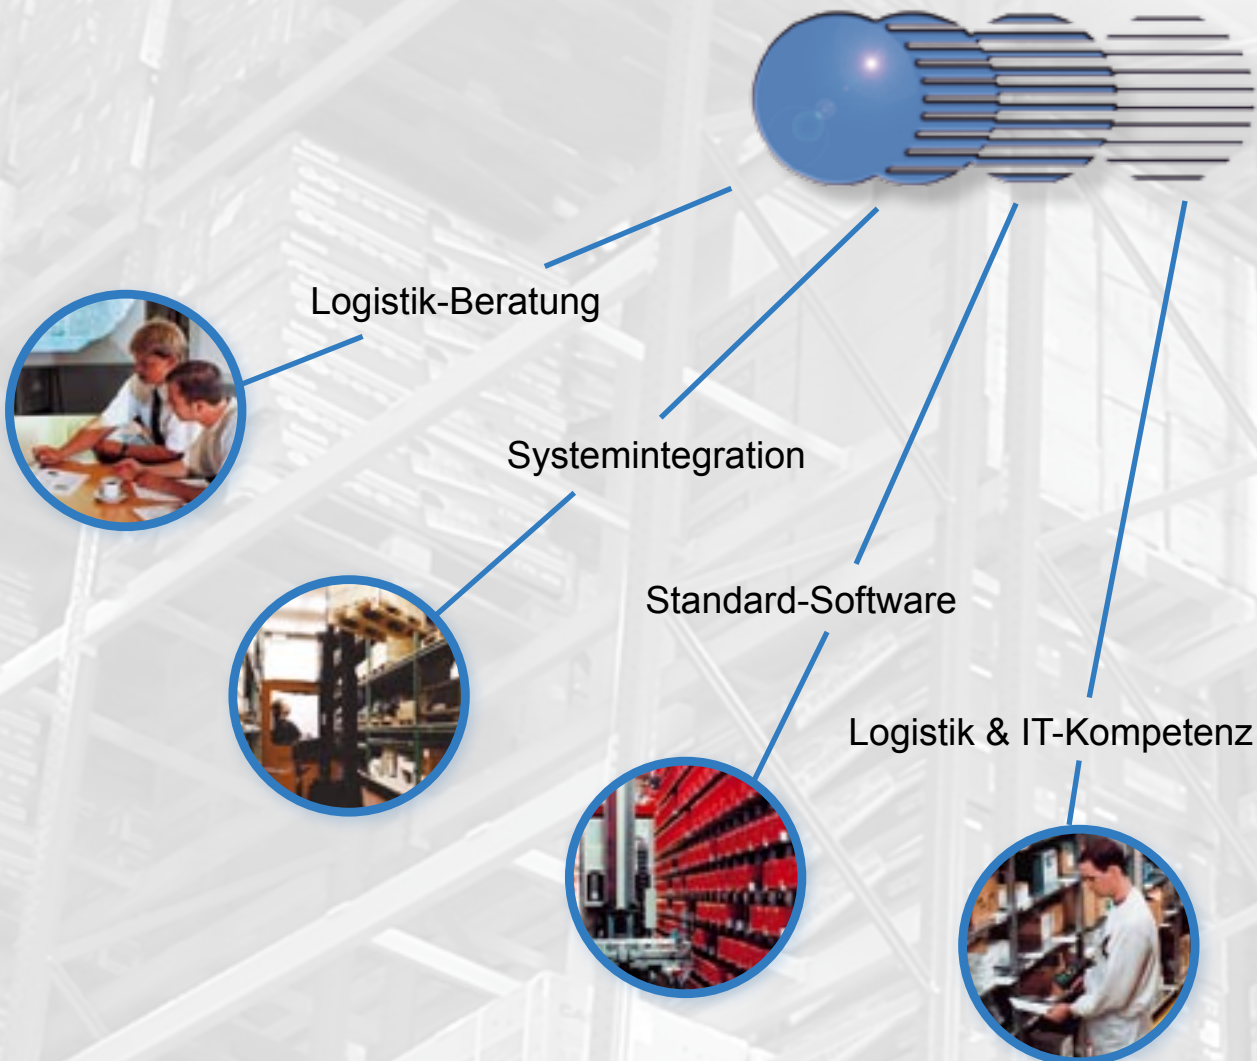 Logistik-Beratung
Systemintegration
Standard-Software
Logistik & IT-Kompetenz